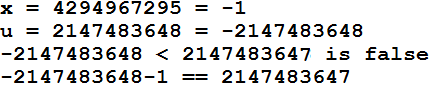 x = 4294967295 = -1
u = 2147483648 = -2147483648
-2147483648 < 2147483647 is false
-2147483648-1 == 2147483647